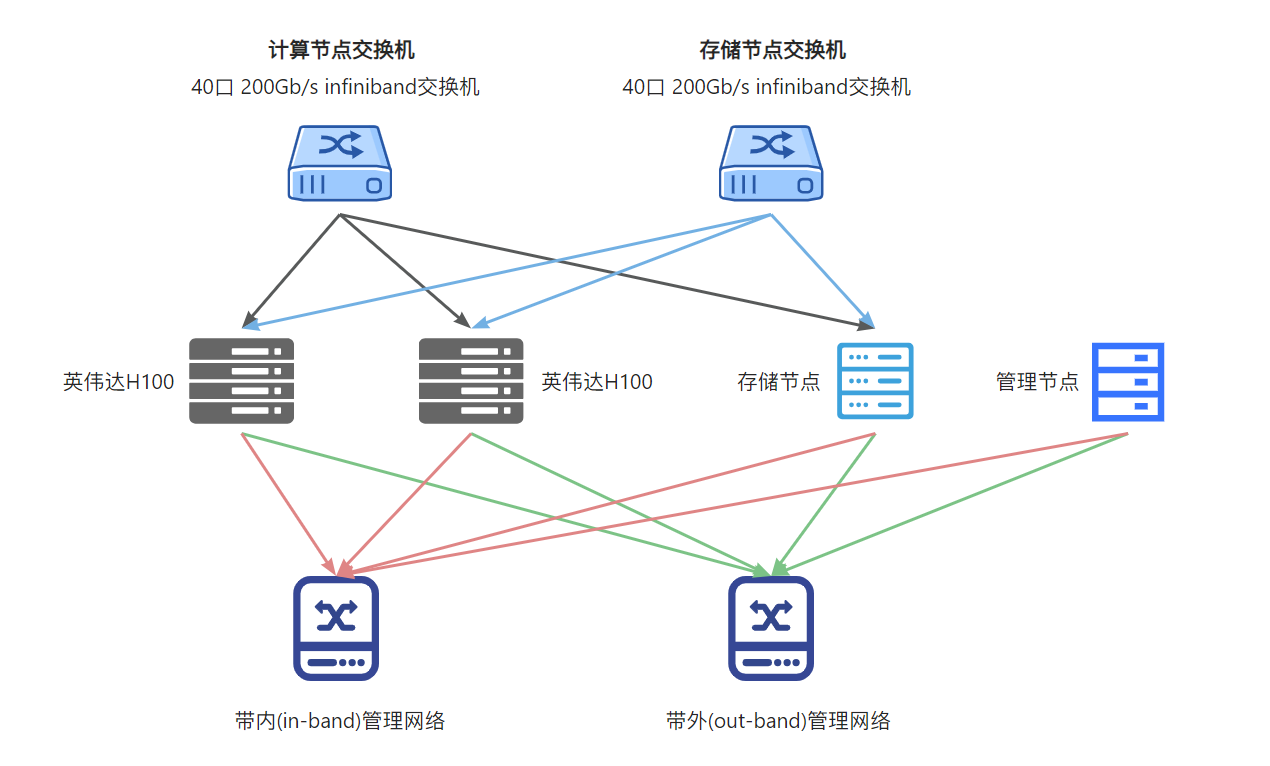 计算节点交换机
40口 200Gb/s infiniband交换机
存储节点交换机
40口 200Gb/s infiniband交换机
英伟达H100
英伟达H100
存储节点
管理节点
带内(in-band)管理网络
带外(out-band)管理网络